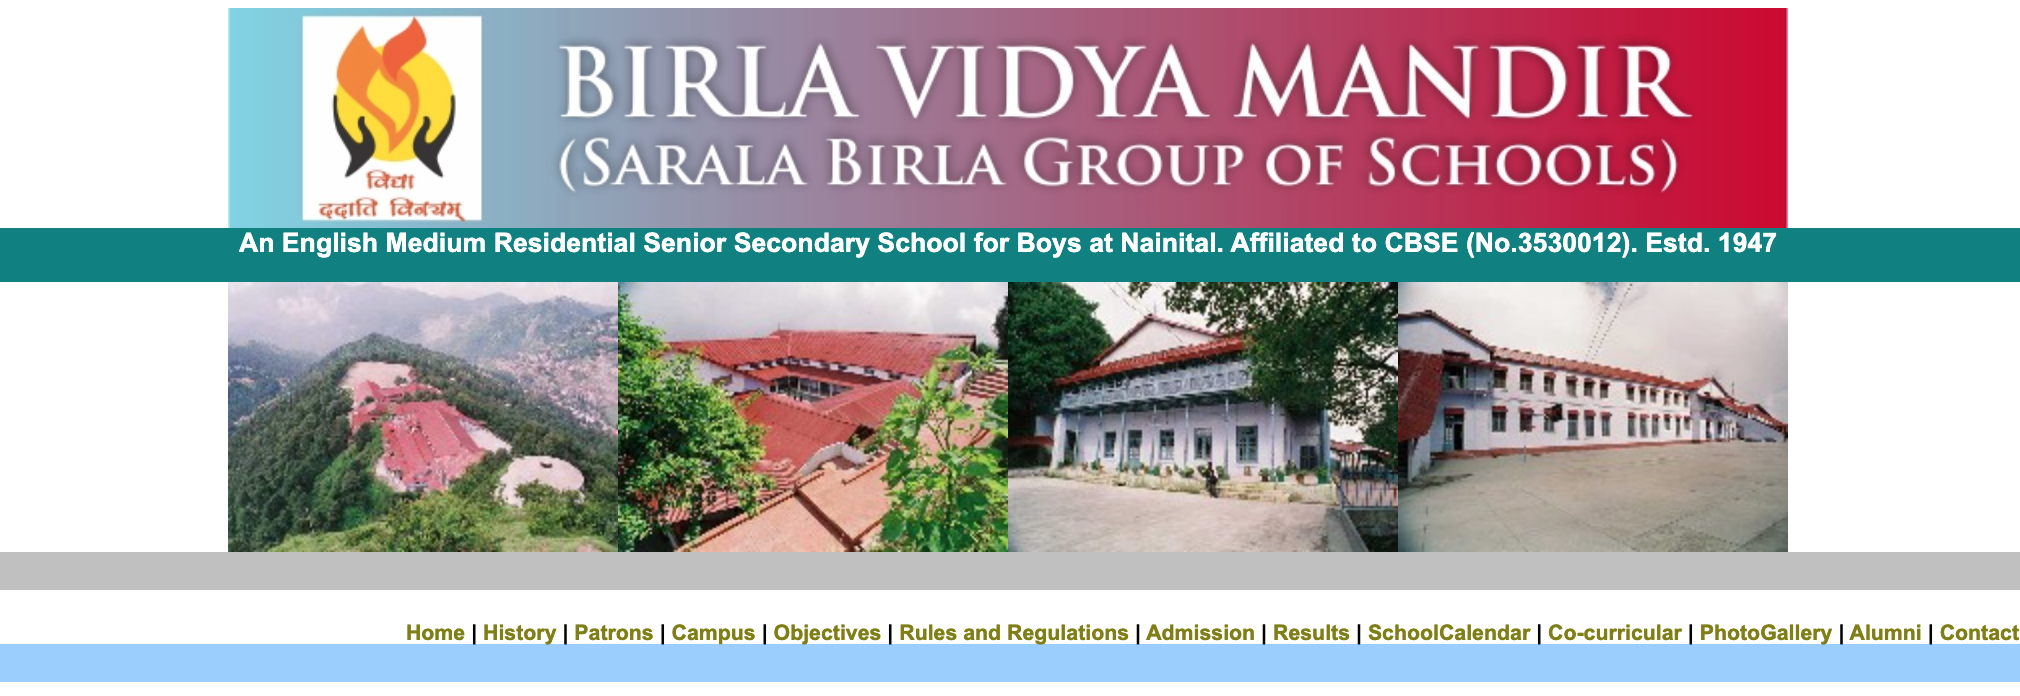 विद्या
ददाति विनयम्
BIRLA VIDYA MANDIR
(SARALA BIRLA GROUP OF SCHOOLS)
An English Medium Residential Senior Secondary School for Boys at Nainital. Affiliated to CBSE (No.3530012). Estd. 1947
Home | History | Patrons | Campus | Objectives | Rules and Regulations | Admission | Results | SchoolCalendar | Co-curricular | PhotoGallery | Alumni | Contact